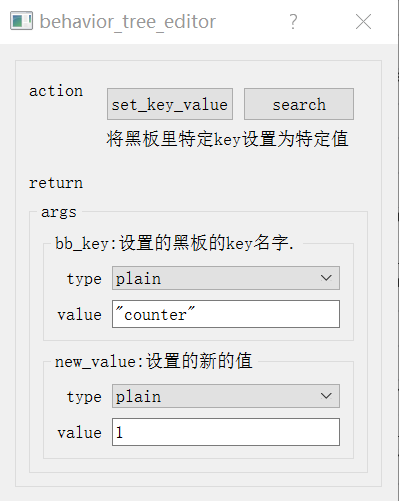 behavior_tree_editor
action set_key_value search
将黑板里特定key设置为特定值
return
args
bb_key:设置的黑板的key名字.
type plain
value "counter"
new_value:设置的新的值
type plain
value 1